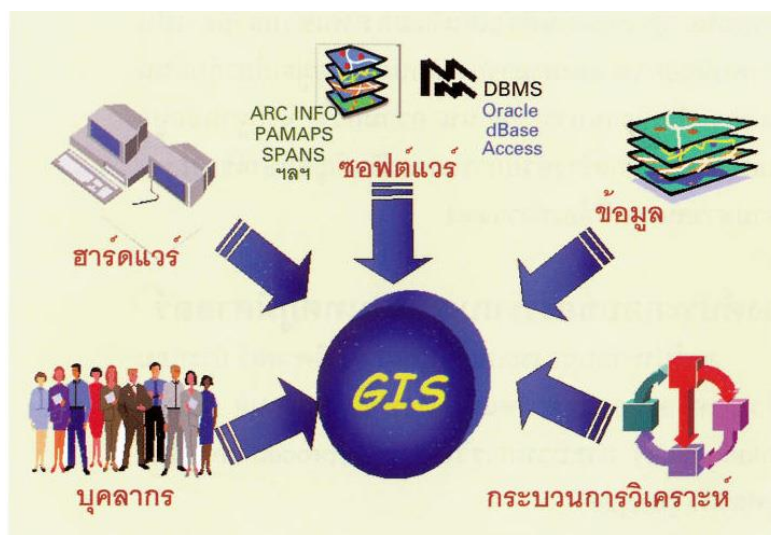 ARC INFO
PAMAPS
SPANS
ฯลฯ
DBMS
Oracle
dBase
Access
ซอฟต์แวร์
ฮาร์ดแวร์
ข้อมูล
GIS
บุคลากร
กระบวนการวิเคราะห์